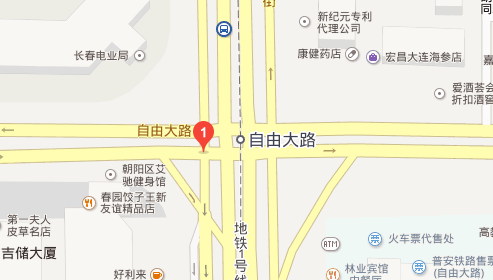 街
新纪元专利
代理公司
同
长春电业局
康健药店
宏昌大连海参店
爱酒荟会
折扣酒窖
自由大路
1
自由大路
朝阳区艾
驰健身馆
春园饺子王新
友谊精品店
第一夫人
皮草名店
地铁1号线
高
吉储大厦
火车票代售处
RTM
普安铁路售票
(自由大路)
林业宾馆
好利来